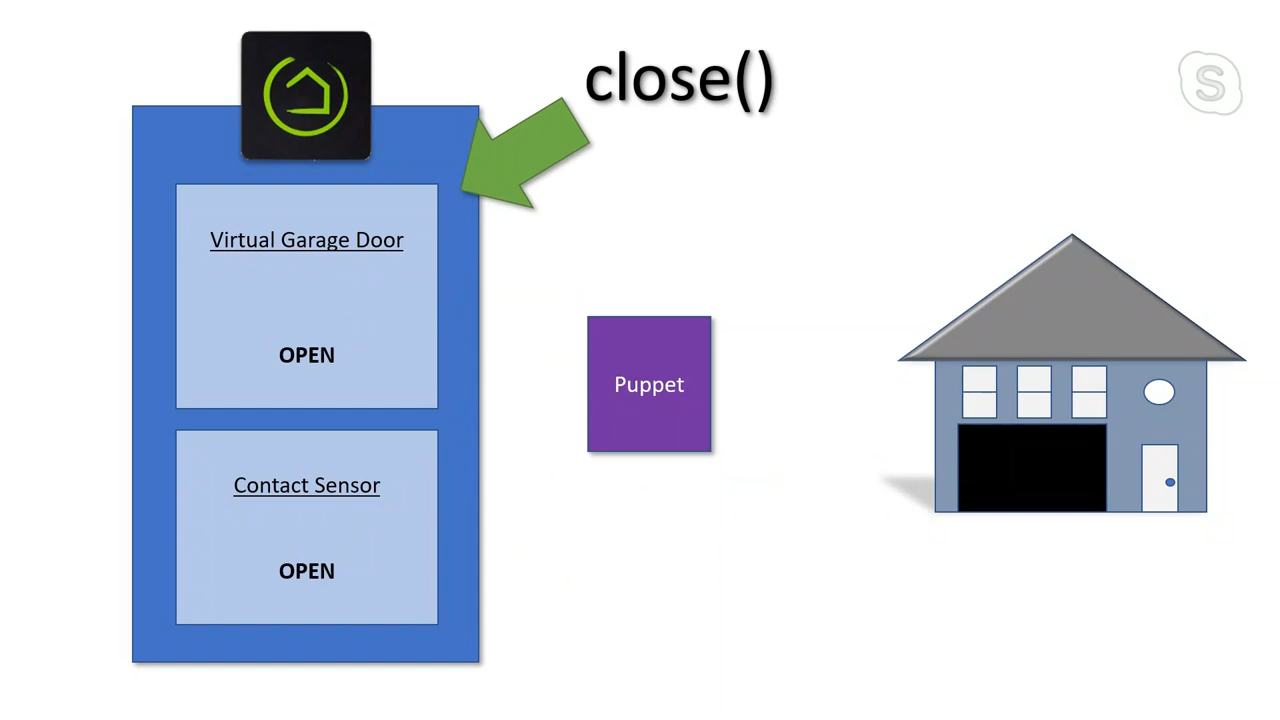 close()
Virtual Garage Door
OPEN
Puppet
Contact Sensor
OPEN
S